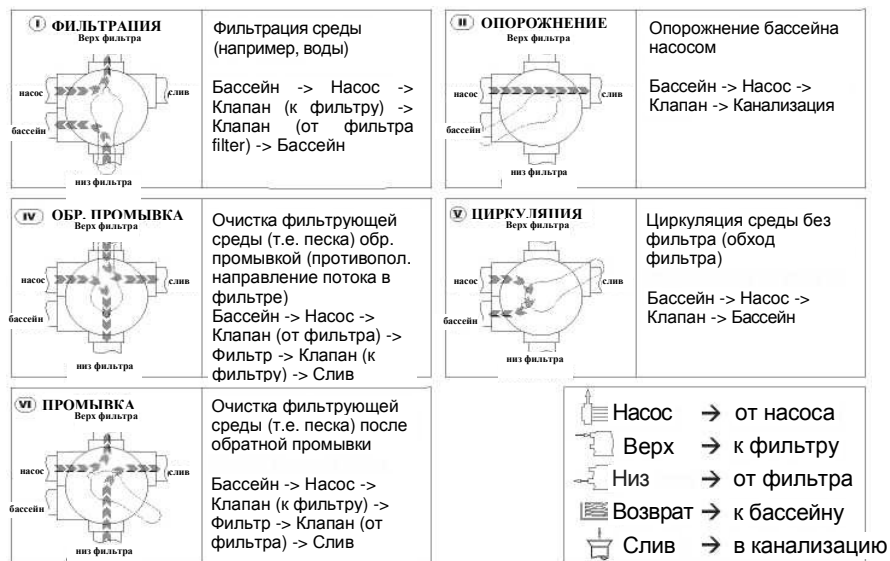 I ФИЛЬТРАЦИЯ
Верх фильтра
насос
слив
бассейн
низ фильтра
Фильтрация среды
(например, воды)
Бассейн -> Насос ->
Клапан (к фильтру) ->
Клапан (от фильтра
filter) -> Бассейн
II ОПОРОЖНЕНИЕ
Верх фильтра
насос
слив
бассейн
низ фильтра
Опорожнение бассейна
насосом
Бассейн -> Насос ->
Клапан -> Канализация
IV ОБР. ПРОМЫВКА
Верх фильтра
насос
слив
бассейн
низ фильтра
Очистка фильтрующей
среды (т.е. песка) обр.
промывкой (противопол.
направление потока в
фильтре)
Бассейн -> Насос ->
Клапан (от фильтра) ->
Фильтр -> Клапан (к
фильтру) -> Слив
V ЦИРКУЛЯЦИЯ
Верх фильтра
насос
слив
бассейн
низ фильтра
Циркуляция среды без
фильтра (обход
фильтра)
Бассейн -> Насос ->
Клапан -> Бассейн
VI ПРОМЫВКА
Верх фильтра
насос
слив
бассейн
низ фильтра
Очистка фильтрующей
среды (т.е. песка) после
обратной промывки
Бассейн -> Насос ->
Клапан (к фильтру) ->
Фильтр -> Клапан (от
фильтра) -> Слив
Насос → от насоса
Верх → к фильтру
Низ → от фильтра
Возврат → к бассейну
Слив → в канализацию